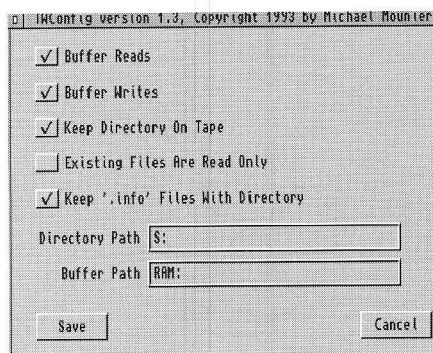 IWConfig version 1.3, Copyright 1993 by Michael Mounier
Buffer Reads
Buffer Writes
Keep Directory On Tape
Existing Files Are Read Only
Keep '.info' Files With Directory
Directory Path S:
Buffer Path RAM:
Save Cancel